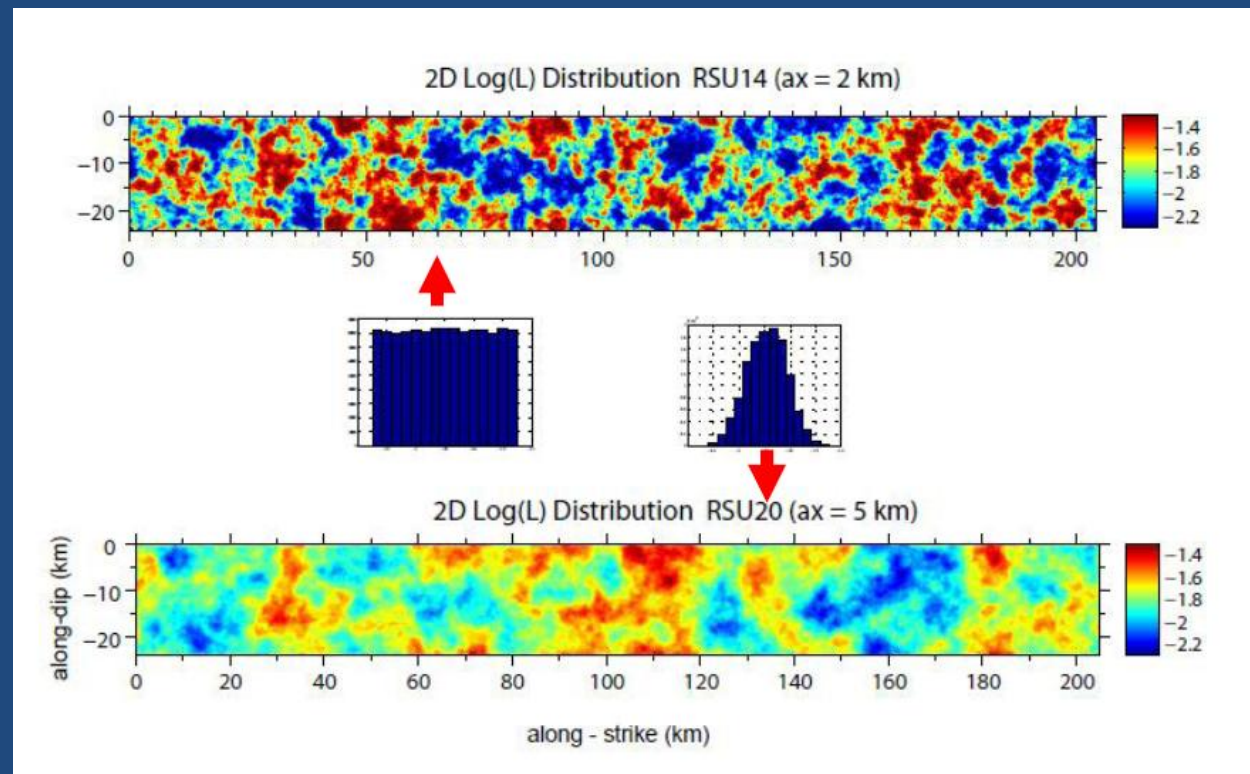 2D Log(L) Distribution RSU14 (ax = 2 km)
0
−10
−20
0 50 100 150 200
−1.4
−1.6
−1.8
−2
−2.2
2D Log(L) Distribution RSU20 (ax = 5 km)
along-dip (km)
0
−10
−20
0 20 40 60 80 100 120 140 160 180 200
−1.4
−1.6
−1.8
−2
−2.2
along - strike (km)